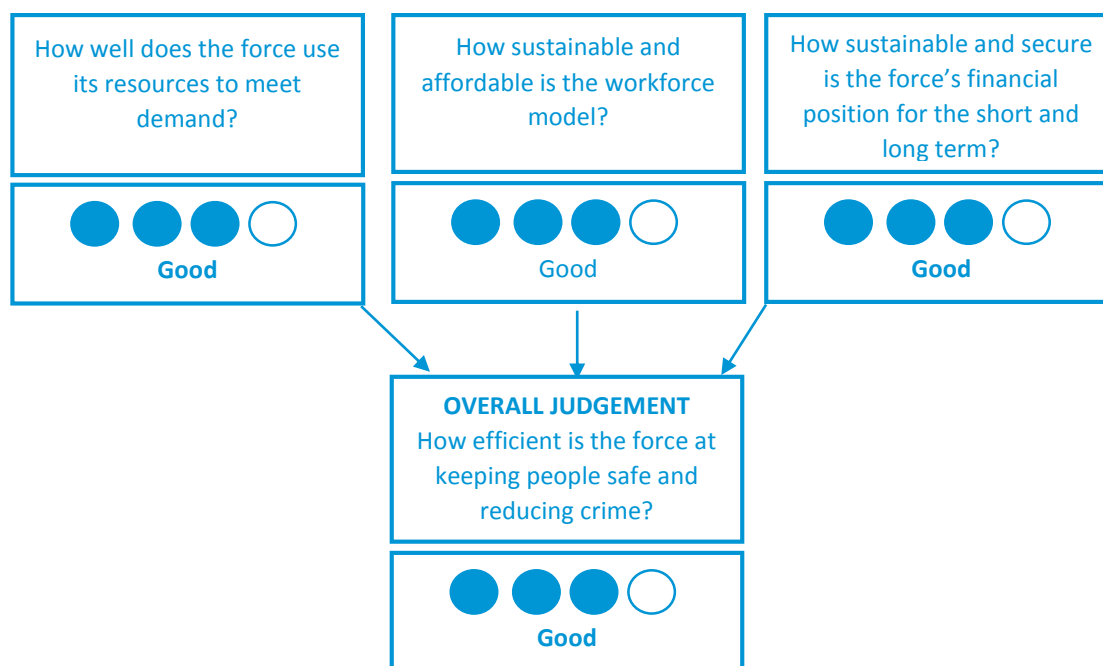 How well does the force use
its resources to meet
demand?
Good
How sustainable and
affordable is the workforce
model?
Good
How sustainable and secure
is the force’s financial
position for the short and
long term?
Good
OVERALL JUDGEMENT
How efficient is the force at
keeping people safe and
reducing crime?
Good